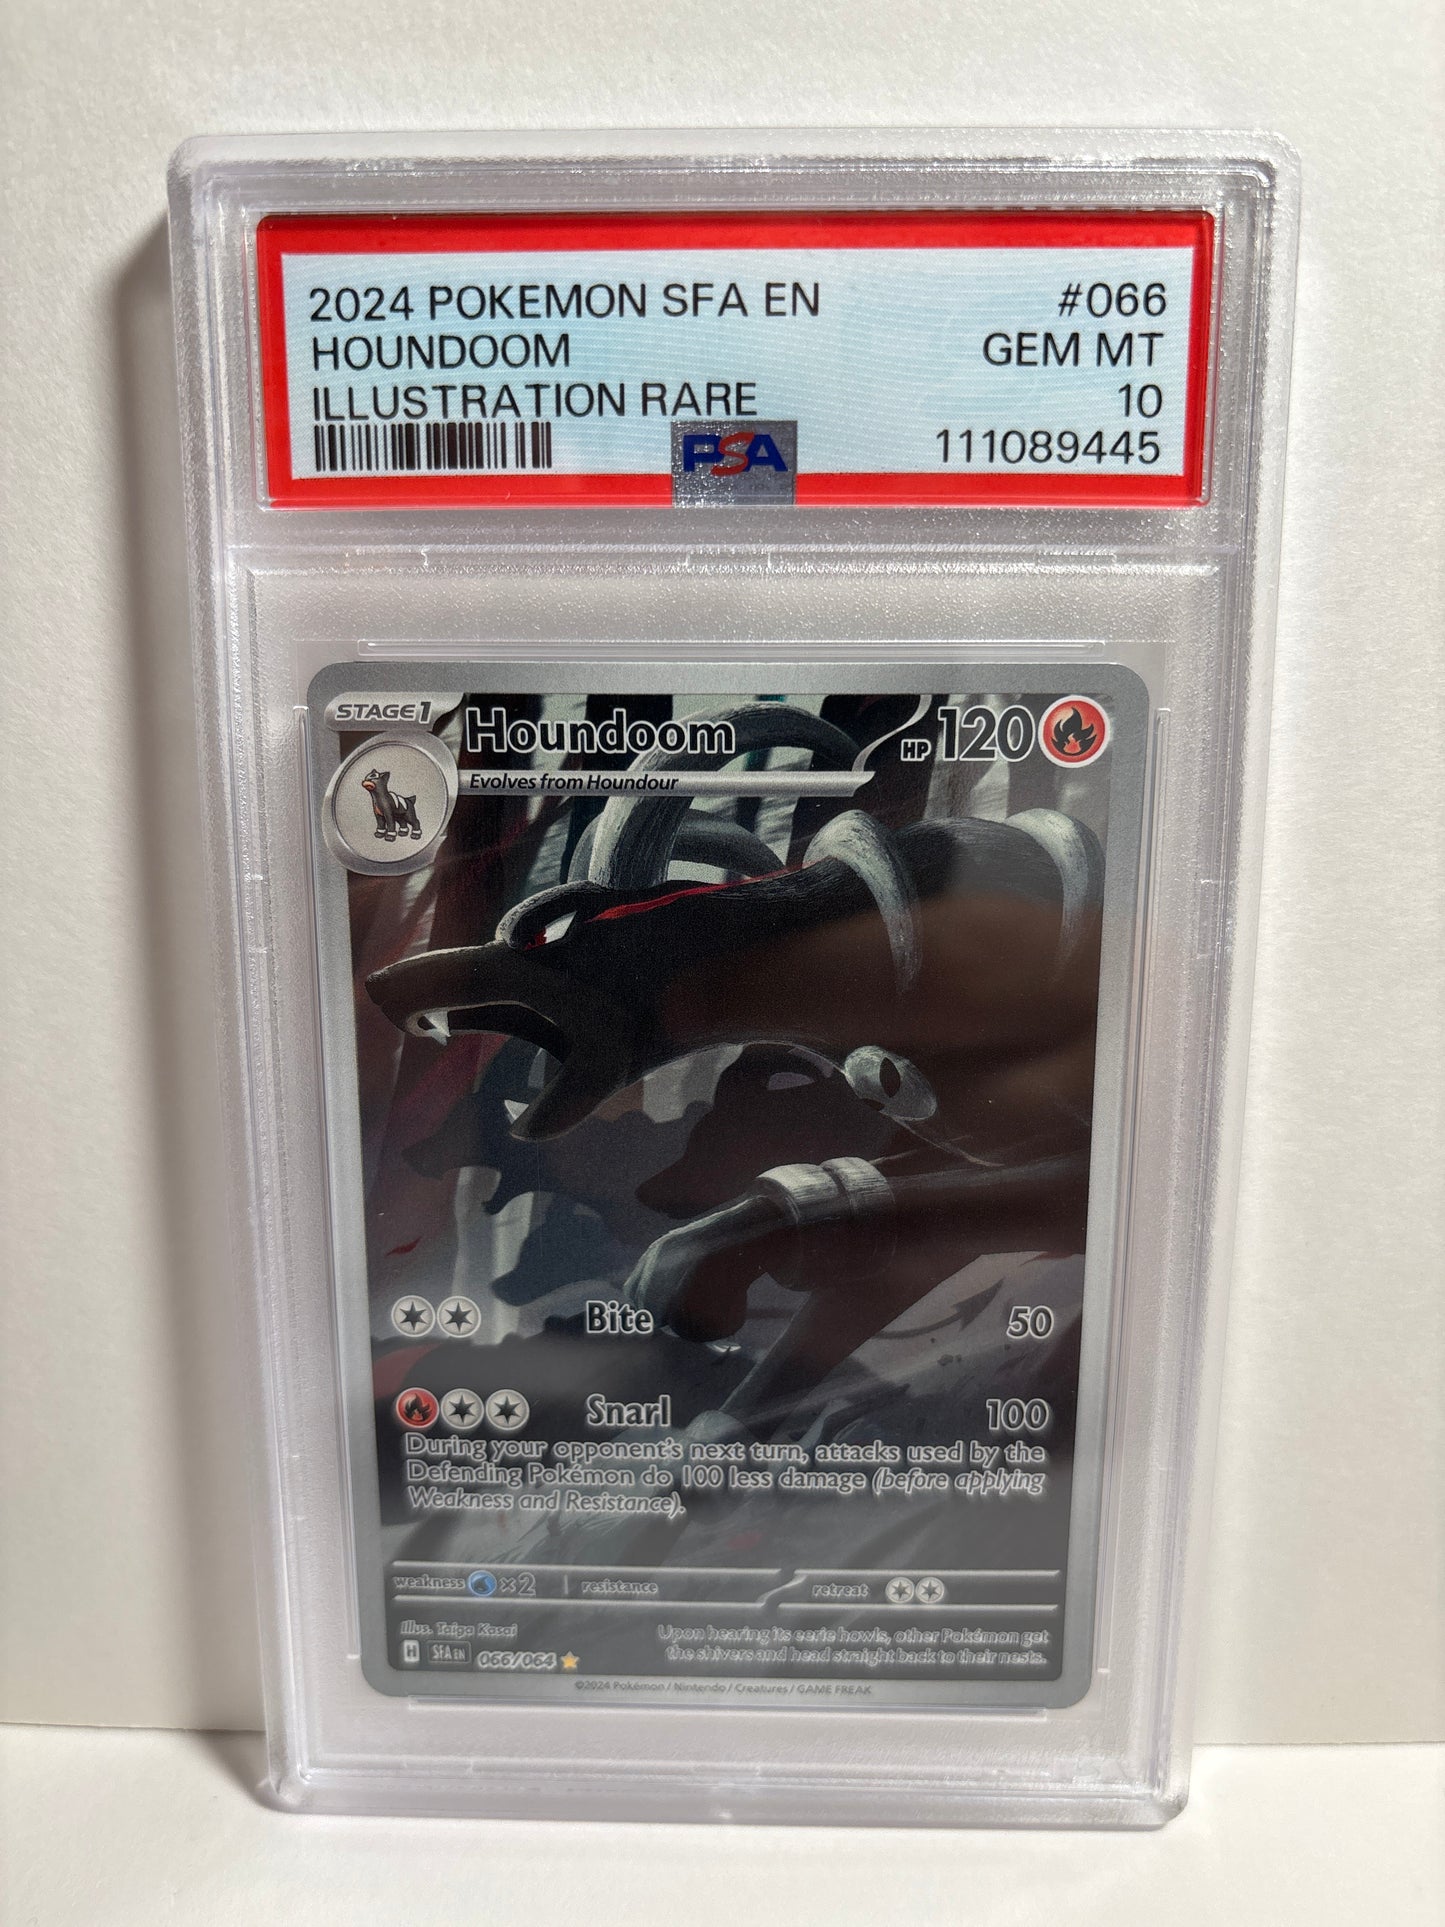 2024 POKEMON SFA EN #066
HOUNDOOM GEM MT
ILLUSTRATION RARE 10
PSA 111089445
STAGE 1 Houndoom HP 120
Evolves from Houndour
Bite 50
Snarl 100
During your opponent's next turn, attacks used by the
Defending Pokémon do 100 less damage (before applying
Weakness and Resistance).
weakness ×2 resistance retreat
Illus. Taiga Kasai
Upon hearing its eerie howls, other Pokémon get
the shivers and head straight back to their nests.
H SFA EN 066/064
©2024 Pokémon / Nintendo / Creatures / GAME FREAK